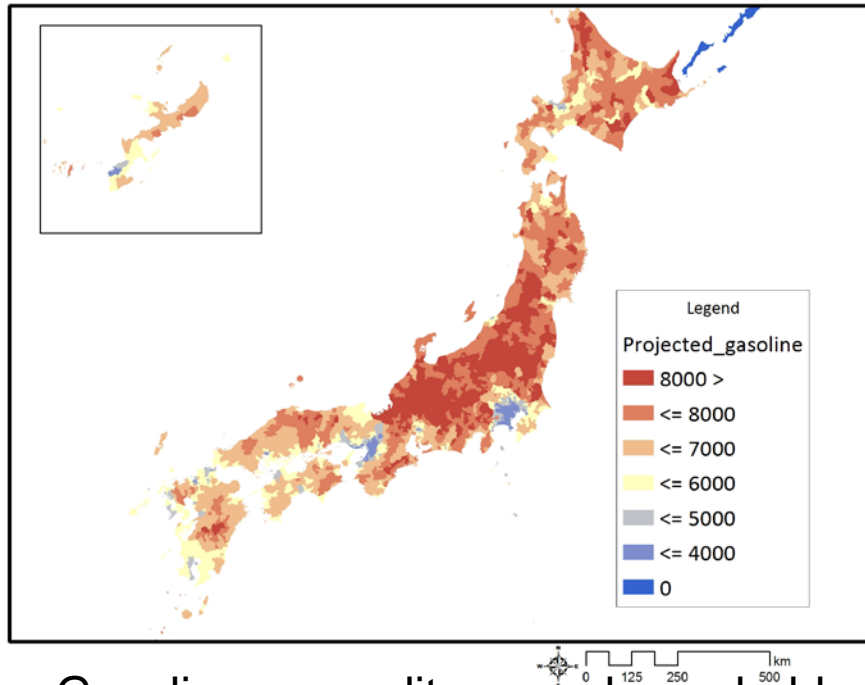 Legend
Projected_gasoline
8000 >
<= 8000
<= 7000
<= 6000
<= 5000
<= 4000
0
N
W E
S
km
0 125 250 500